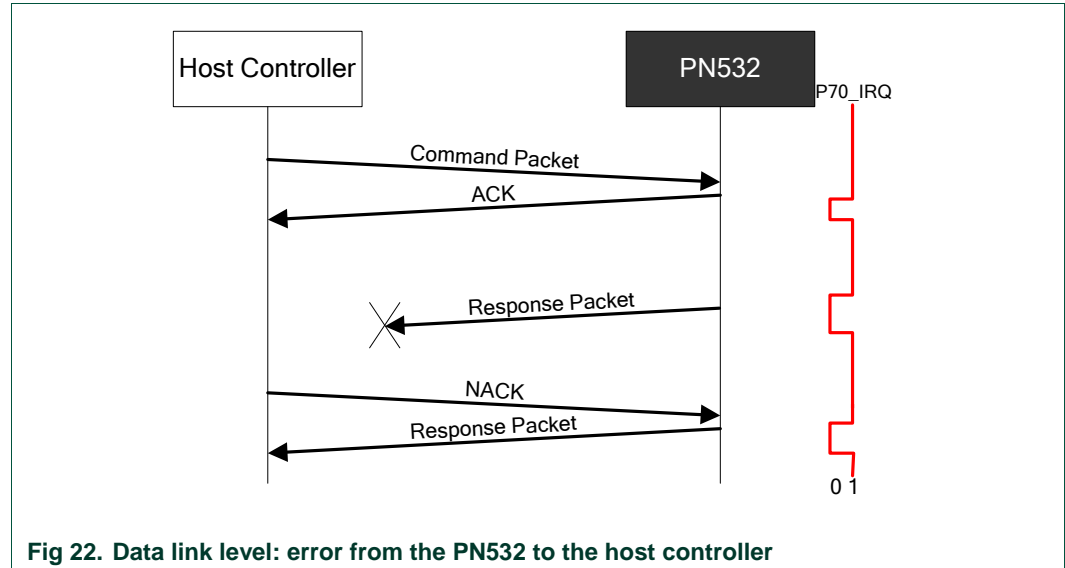 Host Controller
PN532
P70_IRQ
Command Packet
ACK
Response Packet
NACK
Response Packet
0 1
Fig 22. Data link level: error from the PN532 to the host controller